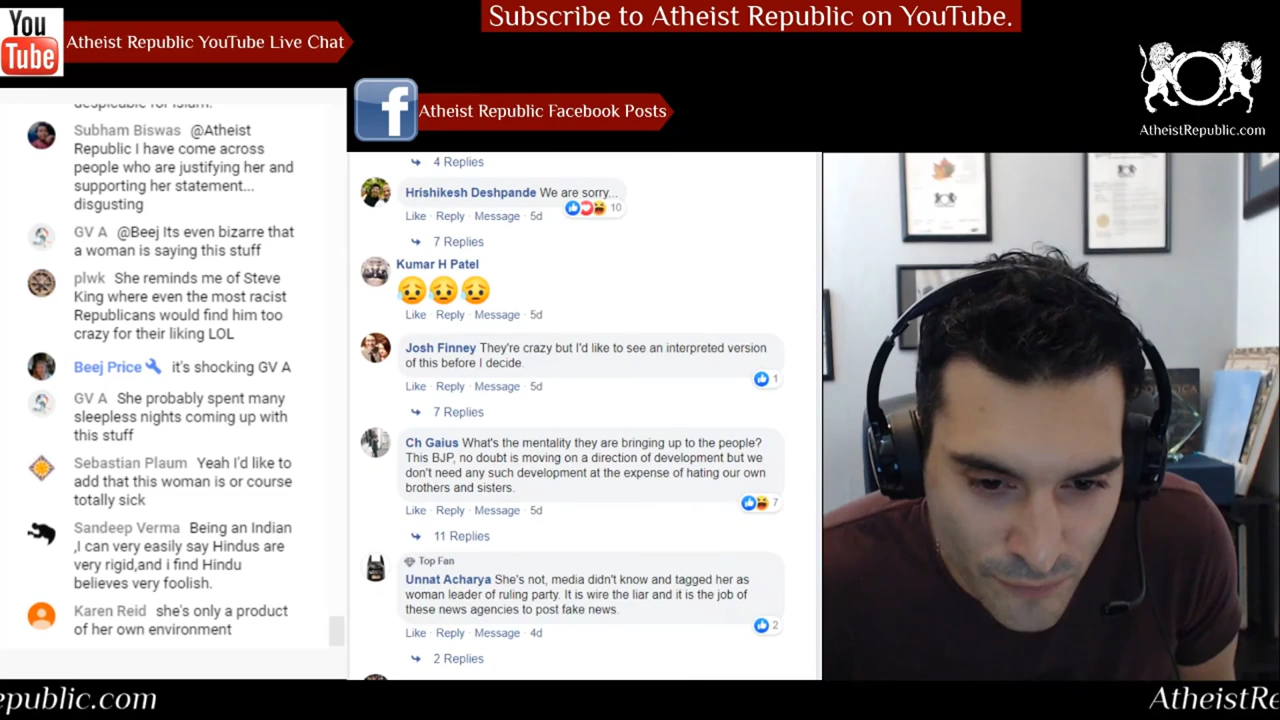 Subscribe to Atheist Republic on YouTube.
You
Tube
Atheist Republic YouTube Live Chat
Atheist Republic Facebook Posts
AtheistRepublic.com
despicable for Islam.
Subham Biswas @Atheist
Republic I have come across
people who are justifying her and
supporting her statement...
disgusting
GV A @Beej Its even bizarre that
a woman is saying this stuff
plwk She reminds me of Steve
King where even the most racist
Republicans would find him too
crazy for their liking LOL
Beej Price it's shocking GV A
GV A She probably spent many
sleepless nights coming up with
this stuff
Sebastian Plaum Yeah I'd like to
add that this woman is or course
totally sick
Sandeep Verma Being an Indian
,I can very easily say Hindus are
very rigid,and i find Hindu
believes very foolish.
Karen Reid she's only a product
of her own environment
4 Replies
Hrishikesh Deshpande We are sorry...
10
Like · Reply · Message · 5d
7 Replies
Kumar H Patel
😥😥😥
Like · Reply · Message · 5d
Josh Finney They're crazy but I'd like to see an interpreted version
of this before I decide.
1
Like · Reply · Message · 5d
7 Replies
Ch Gaius What's the mentality they are bringing up to the people?
This BJP, no doubt is moving on a direction of development but we
don't need any such development at the expense of hating our own
brothers and sisters.
7
Like · Reply · Message · 5d
11 Replies
Top Fan
Unnat Acharya She's not, media didn't know and tagged her as
woman leader of ruling party. It is wire the liar and it is the job of
these news agencies to post fake news.
2
Like · Reply · Message · 4d
2 Replies
epublic.com
AtheistRe